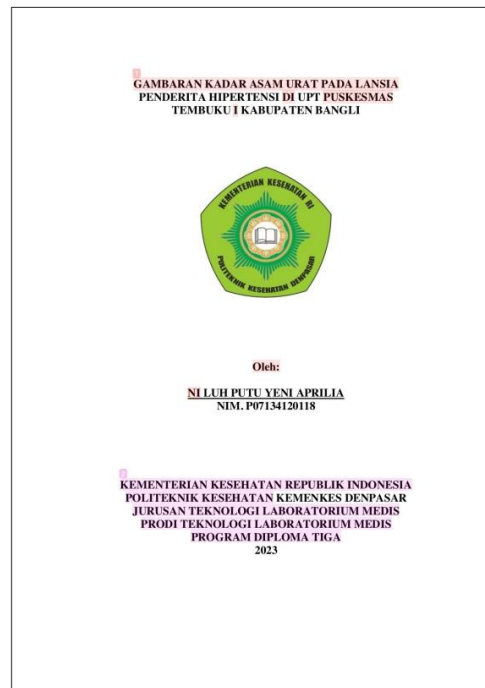 1
GAMBARAN KADAR ASAM URAT PADA LANSIA
PENDERITA HIPERTENSI DI UPT PUSKESMAS
TEMBUKU I KABUPATEN BANGLI
KEMENTERIAN KESEHATAN RI
POLITEKNIK KESEHATAN DENPASAR
Oleh:
NI LUH PUTU YENI APRILIA
NIM. P07134120118
2
KEMENTERIAN KESEHATAN REPUBLIK INDONESIA
POLITEKNIK KESEHATAN KEMENKES DENPASAR
JURUSAN TEKNOLOGI LABORATORIUM MEDIS
PRODI TEKNOLOGI LABORATORIUM MEDIS
PROGRAM DIPLOMA TIGA
2023